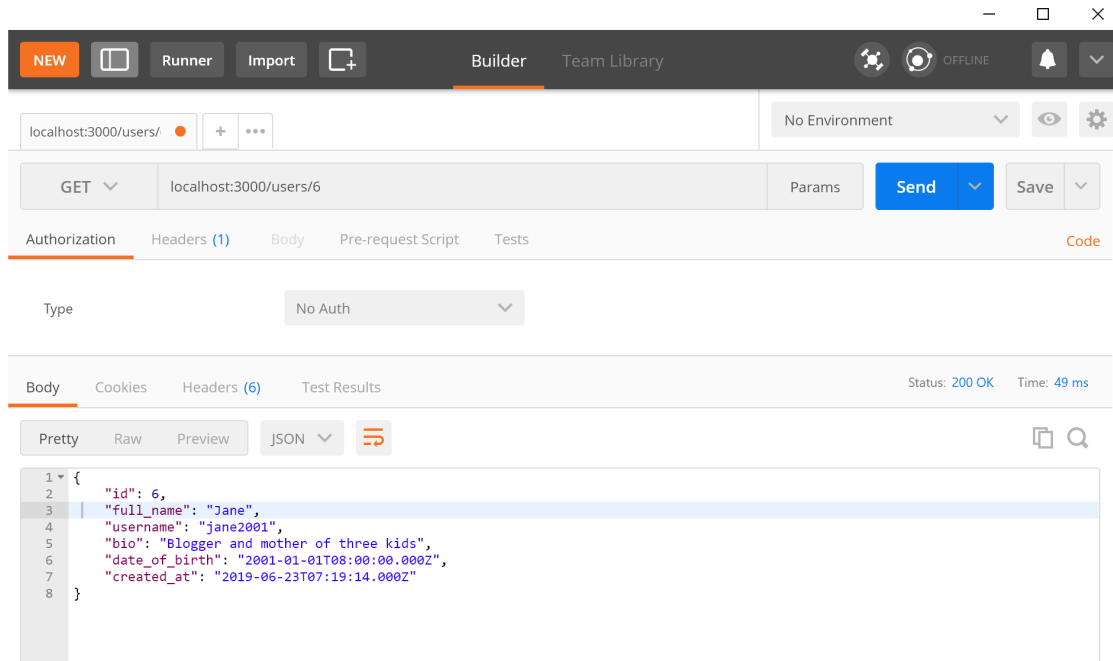 NEW Runner Import Builder Team Library OFFLINE
localhost:3000/users/ + ••• No Environment
GET localhost:3000/users/6 Params Send Save
Authorization Headers (1) Body Pre-request Script Tests Code
Type No Auth
Body Cookies Headers (6) Test Results Status: 200 OK Time: 49 ms
Pretty Raw Preview JSON
1 {
2 "id": 6,
3 "full_name": "Jane",
4 "username": "jane2001",
5 "bio": "Blogger and mother of three kids",
6 "date_of_birth": "2001-01-01T08:00:00.000Z",
7 "created_at": "2019-06-23T07:19:14.000Z"
8 }